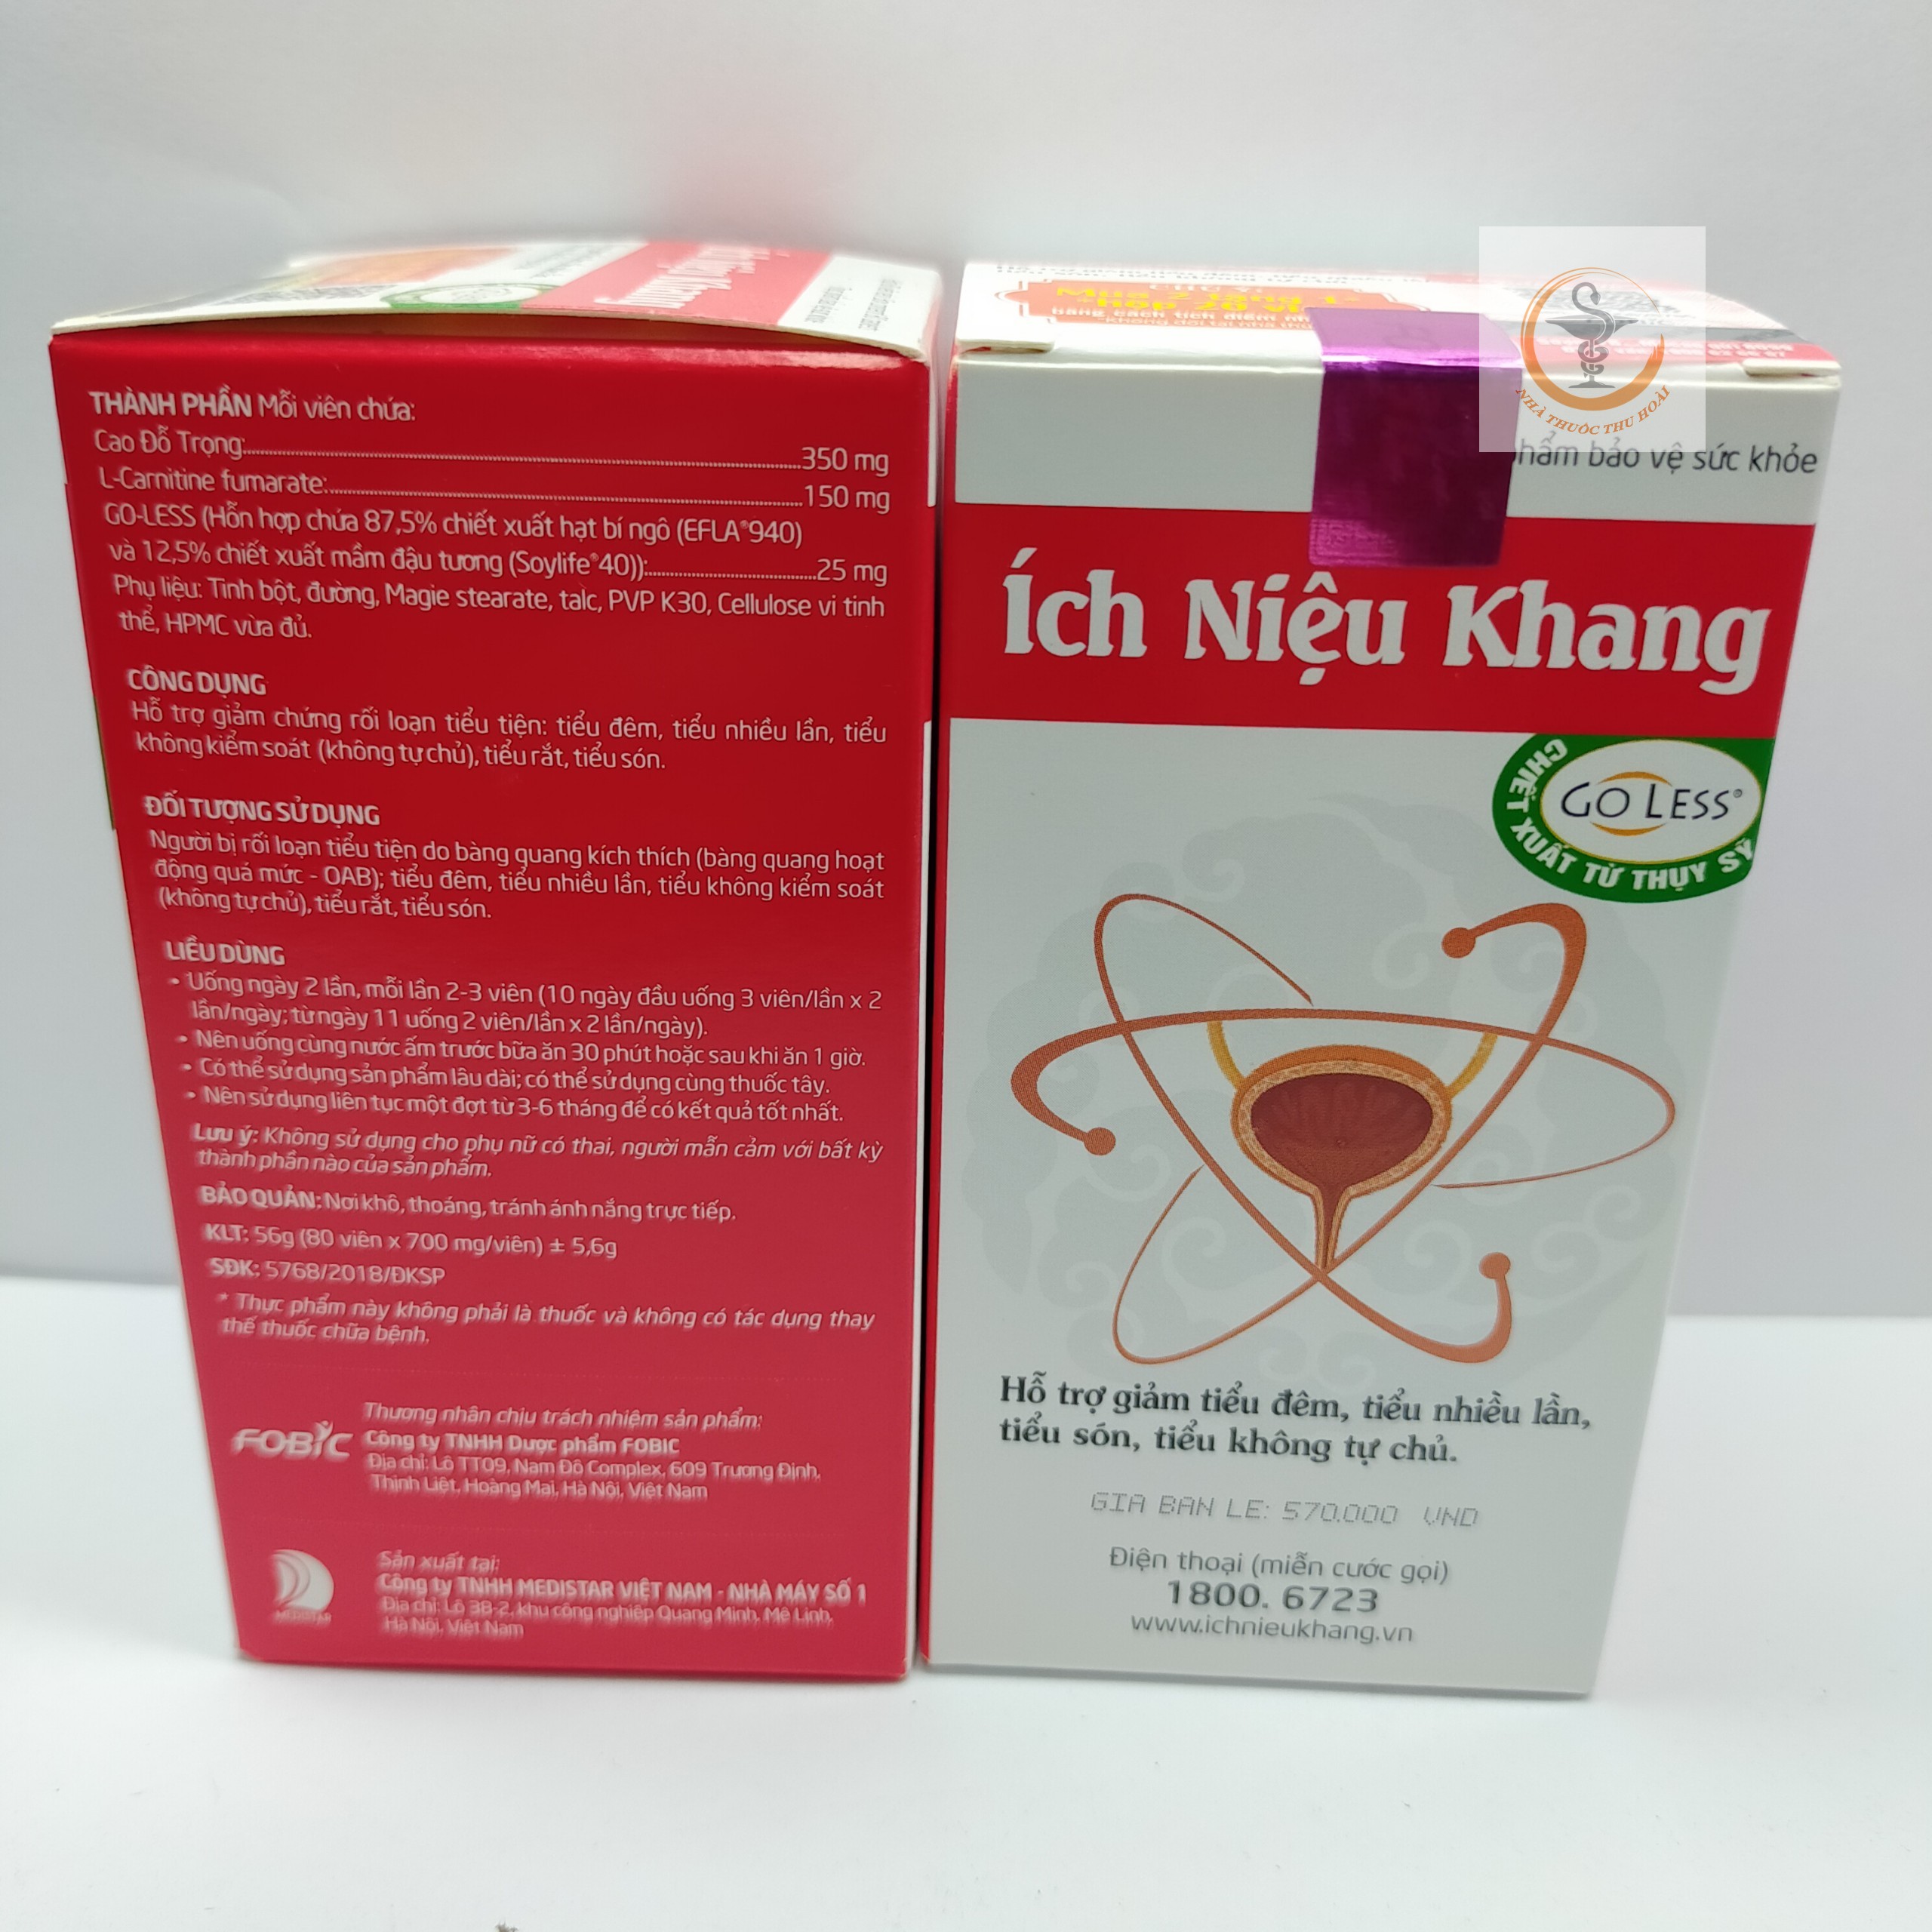 THÀNH PHẦN Mỗi viên chứa:
Cao Đỗ Trọng:...350 mg
L-Carnitine fumarate:...150 mg
GO-LESS (Hỗn hợp chứa 87,5% chiết xuất hạt bí ngô (EFLA®940)
và 12,5% chiết xuất mầm đậu tương (Soylife®40)):...25 mg
Phụ liệu: Tinh bột, đường, Magie stearate, talc, PVP K30, Cellulose vi tinh
thể, HPMC vừa đủ.
CÔNG DỤNG
Hỗ trợ giảm chứng rối loạn tiểu tiện: tiểu đêm, tiểu nhiều lần, tiểu
không kiểm soát (không tự chủ), tiểu rắt, tiểu són.
ĐỐI TƯỢNG SỬ DỤNG
Người bị rối loạn tiểu tiện do bàng quang kích thích (bàng quang hoạt
động quá mức - OAB); tiểu đêm, tiểu nhiều lần, tiểu không kiểm soát
(không tự chủ), tiểu rắt, tiểu són.
LIỀU DÙNG
• Uống ngày 2 lần, mỗi lần 2-3 viên (10 ngày đầu uống 3 viên/lần x 2
lần/ngày; từ ngày 11 uống 2 viên/lần x 2 lần/ngày).
• Nên uống cùng nước ấm trước bữa ăn 30 phút hoặc sau khi ăn 1 giờ.
• Có thể sử dụng sản phẩm lâu dài; có thể sử dụng cùng thuốc tây.
• Nên sử dụng liên tục một đợt từ 3-6 tháng để có kết quả tốt nhất.
Lưu ý: Không sử dụng cho phụ nữ có thai, người mẫn cảm với bất kỳ
thành phần nào của sản phẩm.
BẢO QUẢN: Nơi khô, thoáng, tránh ánh nắng trực tiếp.
KLT: 56g (80 viên x 700 mg/viên) ± 5,6g
SĐK: 5768/2018/ĐKSP
* Thực phẩm này không phải là thuốc và không có tác dụng thay
thế thuốc chữa bệnh.
FOBIC
Thương nhân chịu trách nhiệm sản phẩm:
Công ty TNHH Dược phẩm FOBIC
Địa chỉ: Lô TT09, Nam Đô Complex, 609 Trương Định,
Thịnh Liệt, Hoàng Mai, Hà Nội, Việt Nam
MEDISTAR
Sản xuất tại:
Công ty TNHH MEDISTAR VIỆT NAM - NHÀ MÁY SỐ 1
Địa chỉ: Lô 38-2, khu công nghiệp Quang Minh, Mê Linh,
Hà Nội, Việt Nam
Mua 2 tặng 1
NHÀ THUỐC THU HOÀI
phẩm bảo vệ sức khỏe
Ích Niệu Khang
GO LESS®
CHIẾT XUẤT TỪ THỤY SỸ
Hỗ trợ giảm tiểu đêm, tiểu nhiều lần,
tiểu són, tiểu không tự chủ.
GIA BAN LE: 570.000 VND
Điện thoại (miễn cước gọi)
1800. 6723
www.ichnieukhang.vn